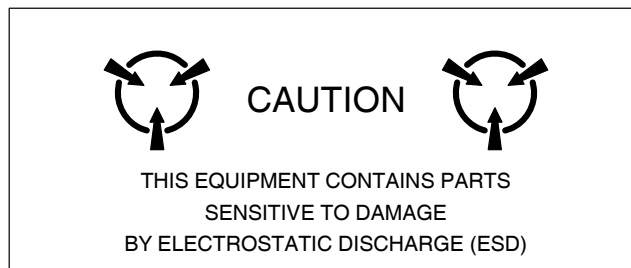 CAUTION
THIS EQUIPMENT CONTAINS PARTS
SENSITIVE TO DAMAGE
BY ELECTROSTATIC DISCHARGE (ESD)